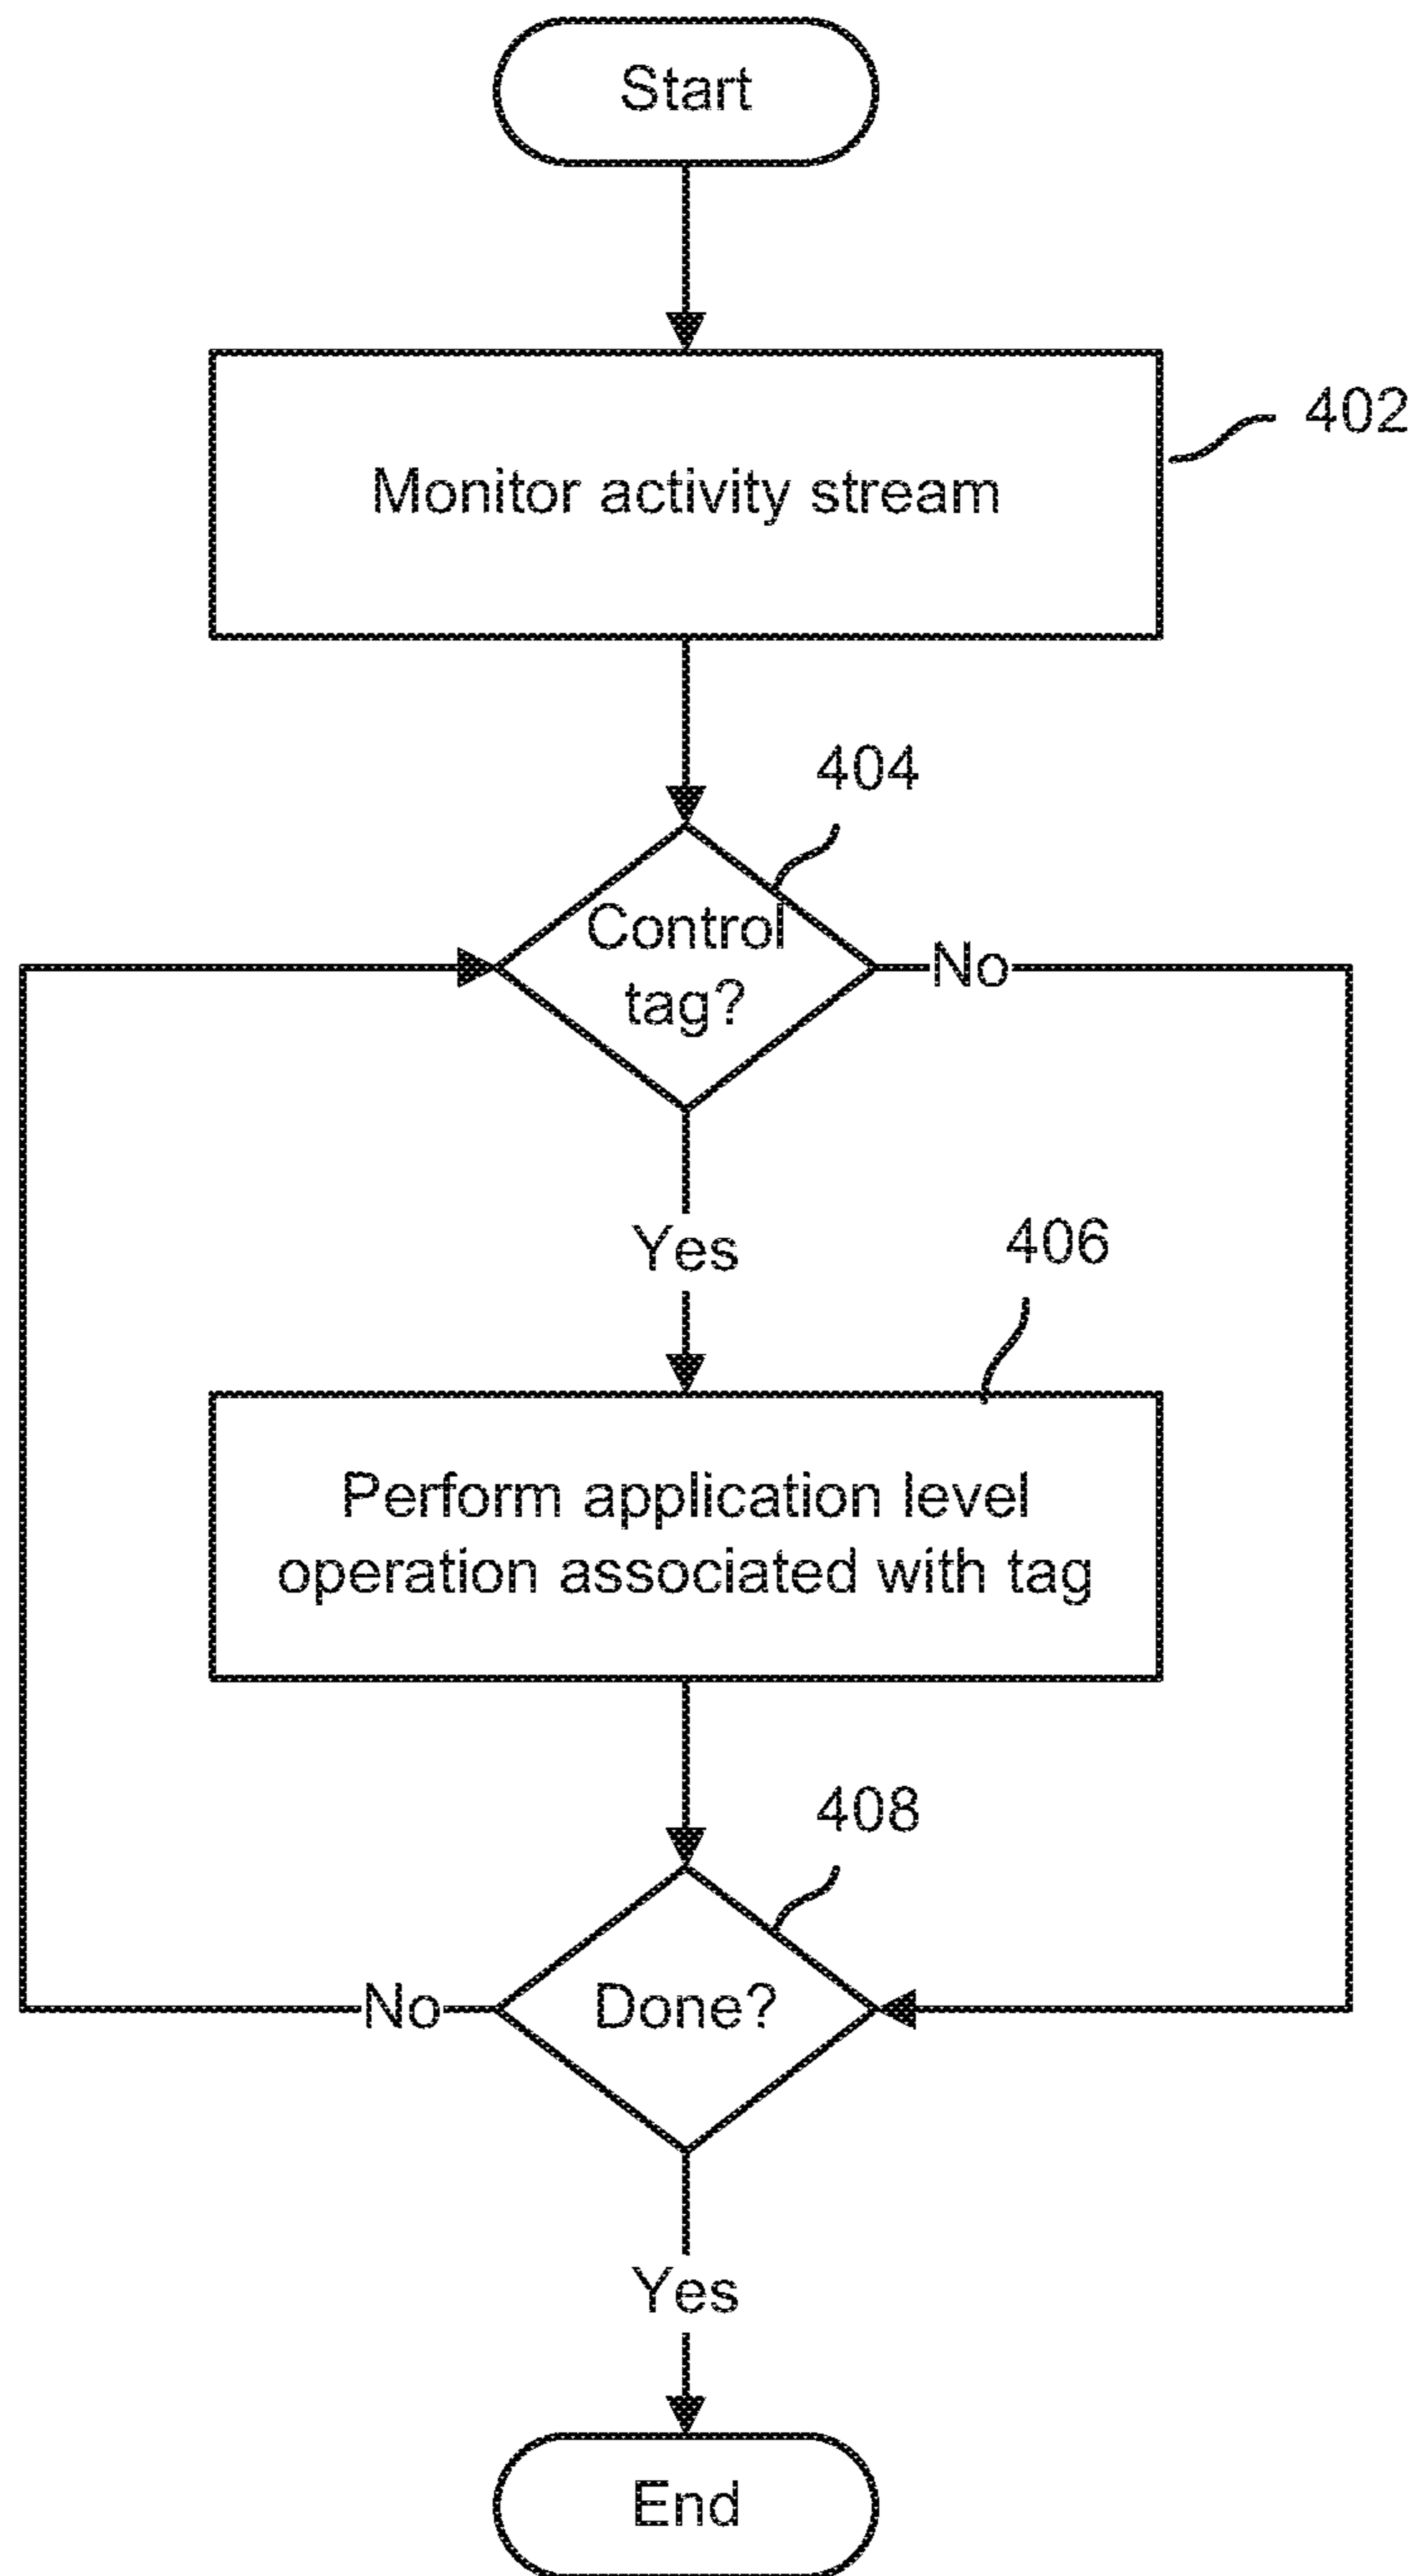 Start
402
Monitor activity stream
404
Control
tag?
No
Yes
406
Perform application level
operation associated with tag
408
No
Done?
Yes
End